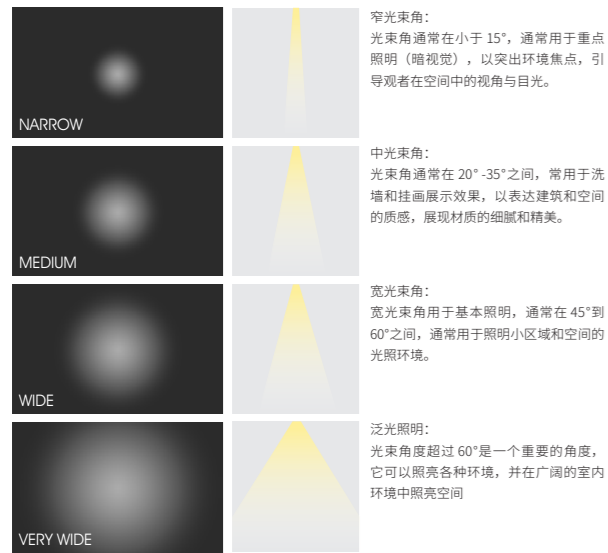 NARROW
窄光束角:
光束角通常在小于 15°，通常用于重点
照明（暗视觉），以突出环境焦点，引
导观者在空间中的视角与目光。
MEDIUM
中光束角:
光束角通常在 20° -35°之间，常用于洗
墙和挂画展示效果，以表达建筑和空间
的质感，展现材质的细腻和精美。
WIDE
宽光束角:
宽光束角用于基本照明，通常在 45°到
60°之间，通常用于照明小区域和空间的
光照环境。
VERY WIDE
泛光照明:
光束角度超过 60°是一个重要的角度，
它可以照亮各种环境，并在广阔的室内
环境中照亮空间